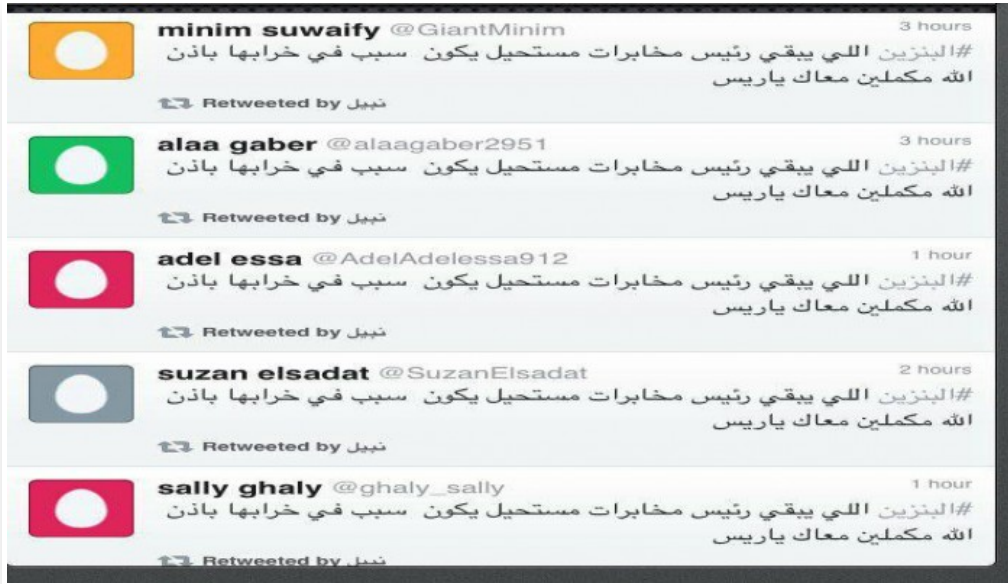 minim suwaify @GiantMinim 3 hours
#البنزين اللي يبقي رئيس مخابرات مستحيل يكون سبب في خرابها باذن
الله مكملين معاك ياريس
Retweeted by نبيل
alaa gaber @alaagaber2951 3 hours
#البنزين اللي يبقي رئيس مخابرات مستحيل يكون سبب في خرابها باذن
الله مكملين معاك ياريس
Retweeted by نبيل
adel essa @AdelAdelessa912 1 hour
#البنزين اللي يبقي رئيس مخابرات مستحيل يكون سبب في خرابها باذن
الله مكملين معاك ياريس
Retweeted by نبيل
suzan elsadat @SuzanElsadat 2 hours
#البنزين اللي يبقي رئيس مخابرات مستحيل يكون سبب في خرابها باذن
الله مكملين معاك ياريس
Retweeted by نبيل
sally ghaly @ghaly_sally 1 hour
#البنزين اللي يبقي رئيس مخابرات مستحيل يكون سبب في خرابها باذن
الله مكملين معاك ياريس
Retweeted by نبيل